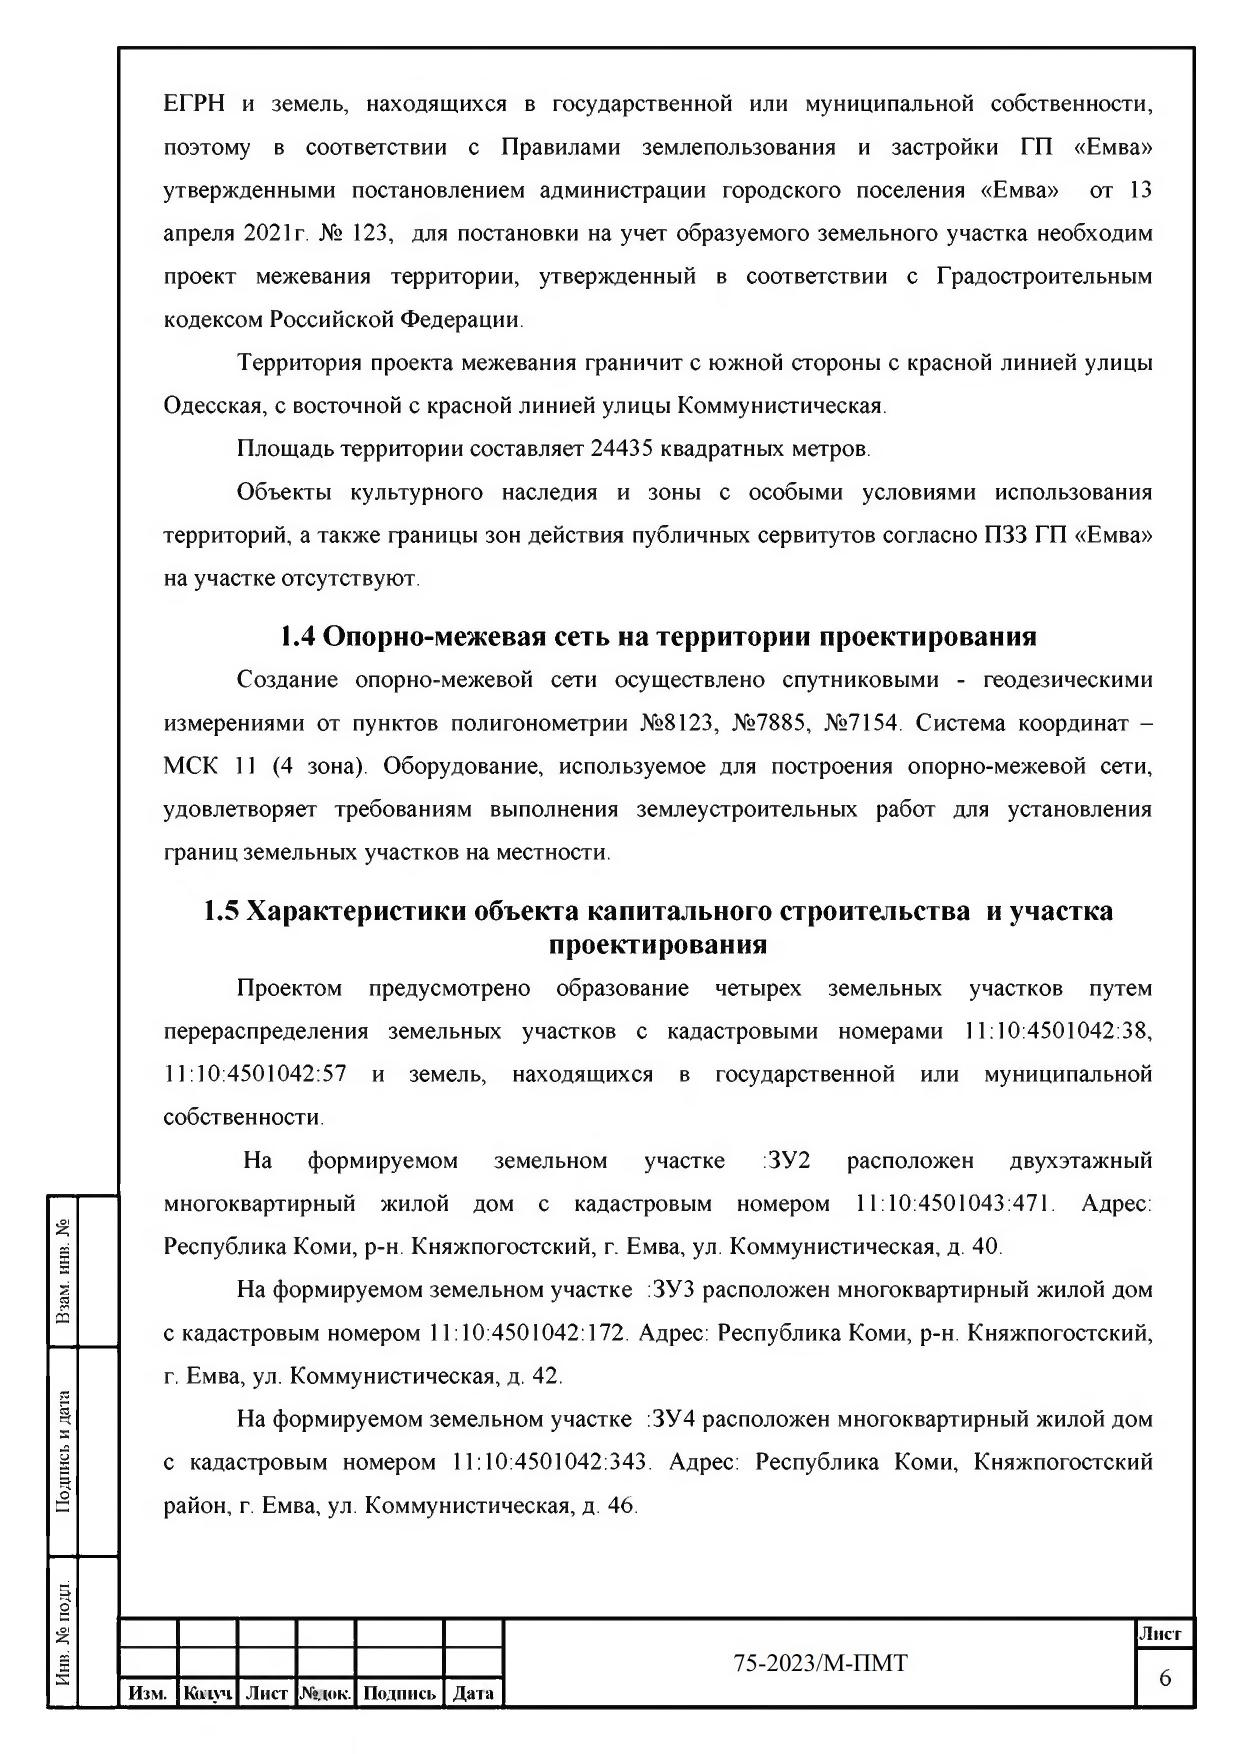 ЕГРН и земель, находящихся в государственной или муниципальной собственности,
поэтому в соответствии с Правилами землепользования и застройки ГП «Емва»
утвержденными постановлением администрации городского поселения «Емва» от 13
апреля 2021г. № 123, для постановки на учет образуемого земельного участка необходим
проект межевания территории, утвержденный в соответствии с Градостроительным
кодексом Российской Федерации.
Территория проекта межевания граничит с южной стороны с красной линией улицы
Одесская, с восточной с красной линией улицы Коммунистическая.
Площадь территории составляет 24435 квадратных метров.
Объекты культурного наследия и зоны с особыми условиями использования
территорий, а также границы зон действия публичных сервитутов согласно ПЗЗ ГП «Емва»
на участке отсутствуют.
1.4 Опорно-межевая сеть на территории проектирования
Создание опорно-межевой сети осуществлено спутниковыми - геодезическими
измерениями от пунктов полигонометрии №8123, №7885, №7154. Система координат –
МСК 11 (4 зона). Оборудование, используемое для построения опорно-межевой сети,
удовлетворяет требованиям выполнения землеустроительных работ для установления
границ земельных участков на местности.
1.5 Характеристики объекта капитального строительства и участка
проектирования
Проектом предусмотрено образование четырех земельных участков путем
перераспределения земельных участков с кадастровыми номерами 11:10:4501042:38,
11:10:4501042:57 и земель, находящихся в государственной или муниципальной
собственности.
На формируемом земельном участке :ЗУ2 расположен двухэтажный
многоквартирный жилой дом с кадастровым номером 11:10:4501043:471. Адрес:
Республика Коми, р-н. Княжпогостский, г. Емва, ул. Коммунистическая, д. 40.
На формируемом земельном участке :ЗУ3 расположен многоквартирный жилой дом
с кадастровым номером 11:10:4501042:172. Адрес: Республика Коми, р-н. Княжпогостский,
г. Емва, ул. Коммунистическая, д. 42.
На формируемом земельном участке :ЗУ4 расположен многоквартирный жилой дом
с кадастровым номером 11:10:4501042:343. Адрес: Республика Коми, Княжпогостский
район, г. Емва, ул. Коммунистическая, д. 46.
Взам. инв. №
Подпись и дата
Инв. № подл.
Изм. Колуч. Лист №док. Подпись Дата
75-2023/М-ПМТ
Лист
6